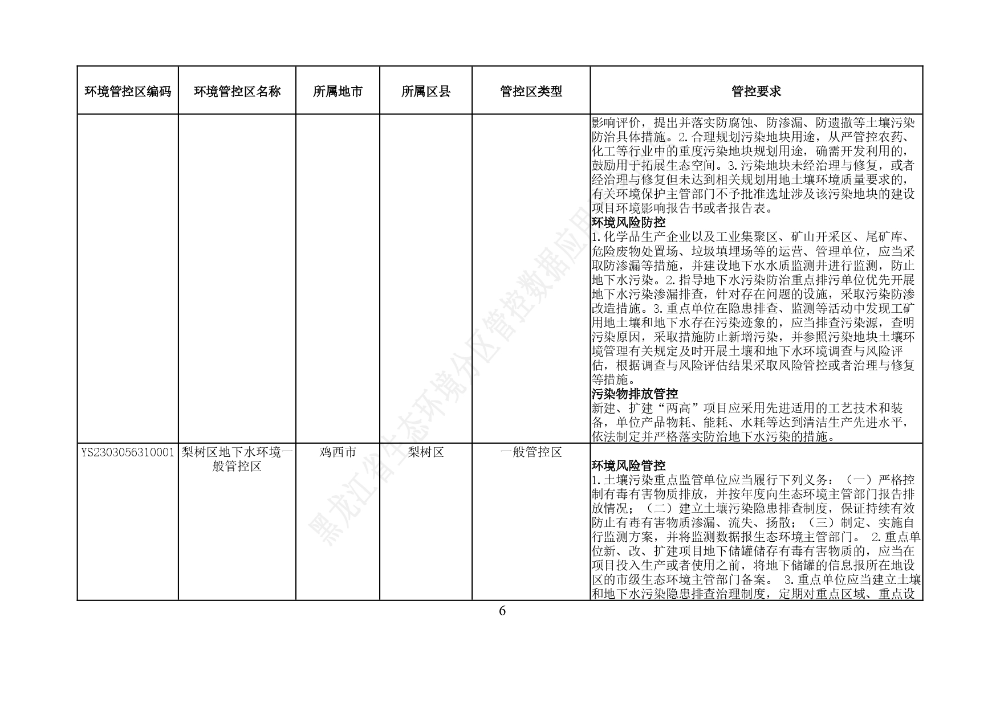 环境管控区编码 环境管控区名称 所属地市 所属区县 管控区类型 管控要求
影响评价，提出并落实防腐蚀、防渗漏、防遗撒等土壤污染
防治具体措施。2.合理规划污染地块用途，从严管控农药、
化工等行业中的重度污染地块规划用途，确需开发利用的，
鼓励用于拓展生态空间。3.污染地块未经治理与修复，或者
经治理与修复但未达到相关规划用地土壤环境质量要求的，
有关环境保护主管部门不予批准选址涉及该污染地块的建设
项目环境影响报告书或者报告表。
环境风险防控
1.化学品生产企业以及工业集聚区、矿山开采区、尾矿库、
危险废物处置场、垃圾填埋场等的运营、管理单位，应当采
取防渗漏等措施，并建设地下水水质监测井进行监测，防止
地下水污染。2.指导地下水污染防治重点排污单位优先开展
地下水污染渗漏排查，针对存在问题的设施，采取污染防渗
改造措施。3.重点单位在隐患排查、监测等活动中发现工矿
用地土壤和地下水存在污染迹象的，应当排查污染源，查明
污染原因，采取措施防止新增污染，并参照污染地块土壤环
境管理有关规定及时开展土壤和地下水环境调查与风险评
估，根据调查与风险评估结果采取风险管控或者治理与修复
等措施。
污染物排放管控
新建、扩建“两高”项目应采用先进适用的工艺技术和装
备，单位产品物耗、能耗、水耗等达到清洁生产先进水平，
依法制定并严格落实防治地下水污染的措施。
YS2303056310001 梨树区地下水环境一 鸡西市 梨树区 一般管控区
般管控区
环境风险管控
1.土壤污染重点监管单位应当履行下列义务：（一）严格控
制有毒有害物质排放，并按年度向生态环境主管部门报告排
放情况；（二）建立土壤污染隐患排查制度，保证持续有效
防止有毒有害物质渗漏、流失、扬散；（三）制定、实施自
行监测方案，并将监测数据报生态环境主管部门。 2.重点单
位新、改、扩建项目地下储罐储存有毒有害物质的，应当在
项目投入生产或者使用之前，将地下储罐的信息报所在地设
区的市级生态环境主管部门备案。 3.重点单位应当建立土壤
和地下水污染隐患排查治理制度，定期对重点区域、重点设
黑龙江省生态环境分区管控数据应用
6